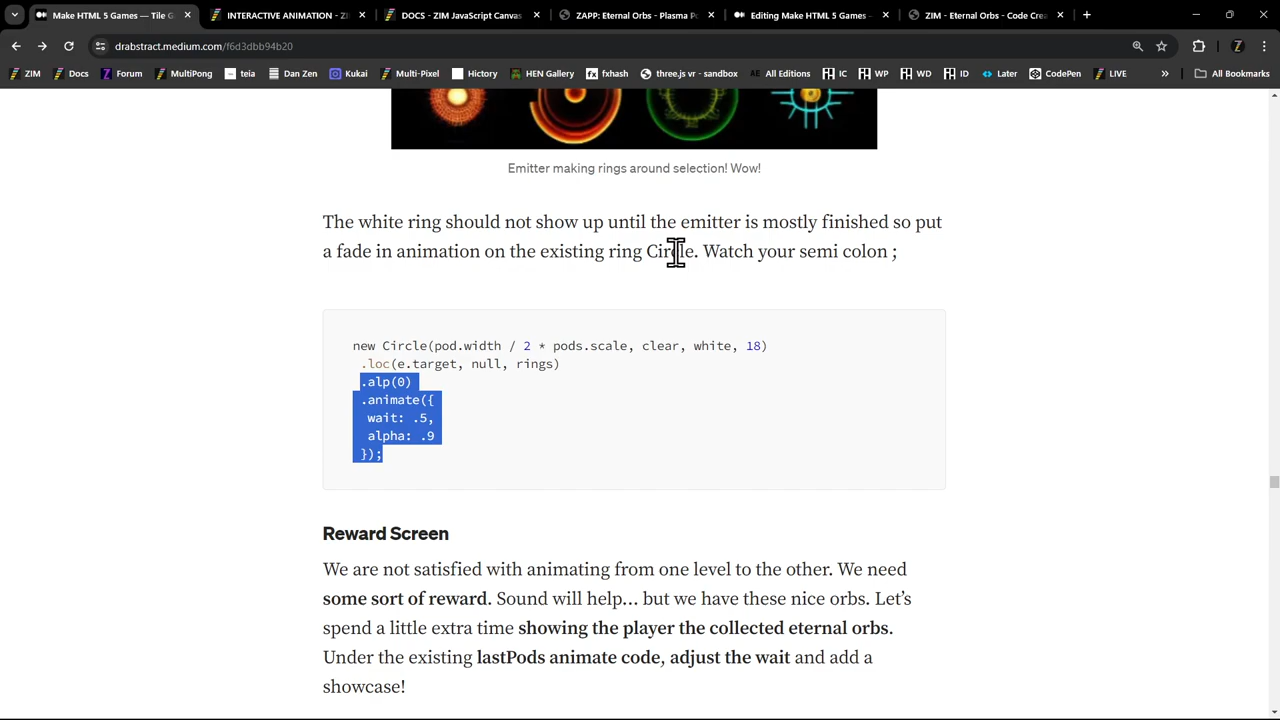 Make HTML 5 Games — Tile G
INTERACTIVE ANIMATION - ZI
DOCS - ZIM JavaScript Canvas
ZAPP: Eternal Orbs - Plasma Po
Editing Make HTML 5 Games –
ZIM - Eternal Orbs - Code Crea
drabstract.medium.com/f6d3dbb94b20
ZIM
Docs
Forum
MultiPong
teia
Dan Zen
Kukai
Multi-Pixel
Hictory
HEN Gallery
fxhash
three.js vr - sandbox
All Editions
IC
WP
WD
ID
Later
CodePen
LIVE
All Bookmarks
Emitter making rings around selection! Wow!
The white ring should not show up until the emitter is mostly finished so put
a fade in animation on the existing ring Circle. Watch your semi colon ;
new Circle(pod.width / 2 * pods.scale, clear, white, 18)
.loc(e.target, null, rings)
.alp(0)
.animate({
wait: .5,
alpha: .9
});
Reward Screen
We are not satisfied with animating from one level to the other. We need
some sort of reward. Sound will help… but we have these nice orbs. Let’s
spend a little extra time showing the player the collected eternal orbs.
Under the existing lastPods animate code, adjust the wait and add a
showcase!